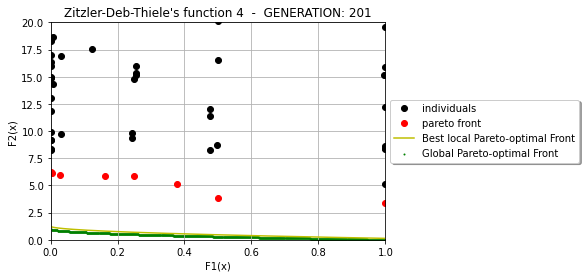 Zitzler-Deb-Thiele's function 4 - GENERATION: 201
20.0
17.5
15.0
12.5
10.0
7.5
5.0
2.5
0.0
F2(x)
0.0 0.2 0.4 0.6 0.8 1.0
F1(x)
individuals
pareto front
Best local Pareto-optimal Front
Global Pareto-optimal Front